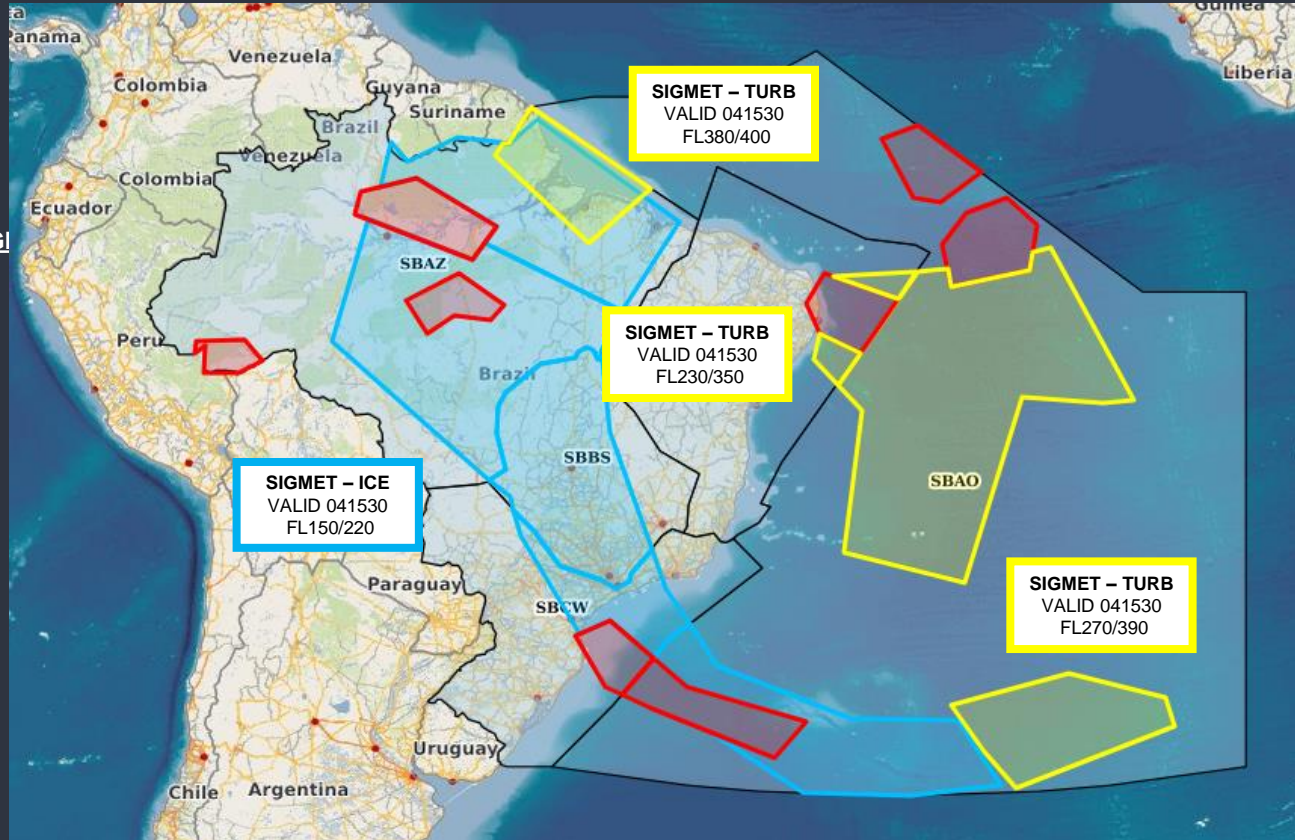 Panama
Venezuela
Guinea
Colombia
Liberia
Guyana
Suriname
SIGMET – TURB
VALID 041530
FL380/400
Brazil
Venezuela
Colombia
Ecuador
SBAZ
Peru
SIGMET – TURB
VALID 041530
FL230/350
Brazil
SBBS
SIGMET – ICE
VALID 041530
FL150/220
SBAO
Paraguay
SBCW
SIGMET – TURB
VALID 041530
FL270/390
Uruguay
Chile
Argentina